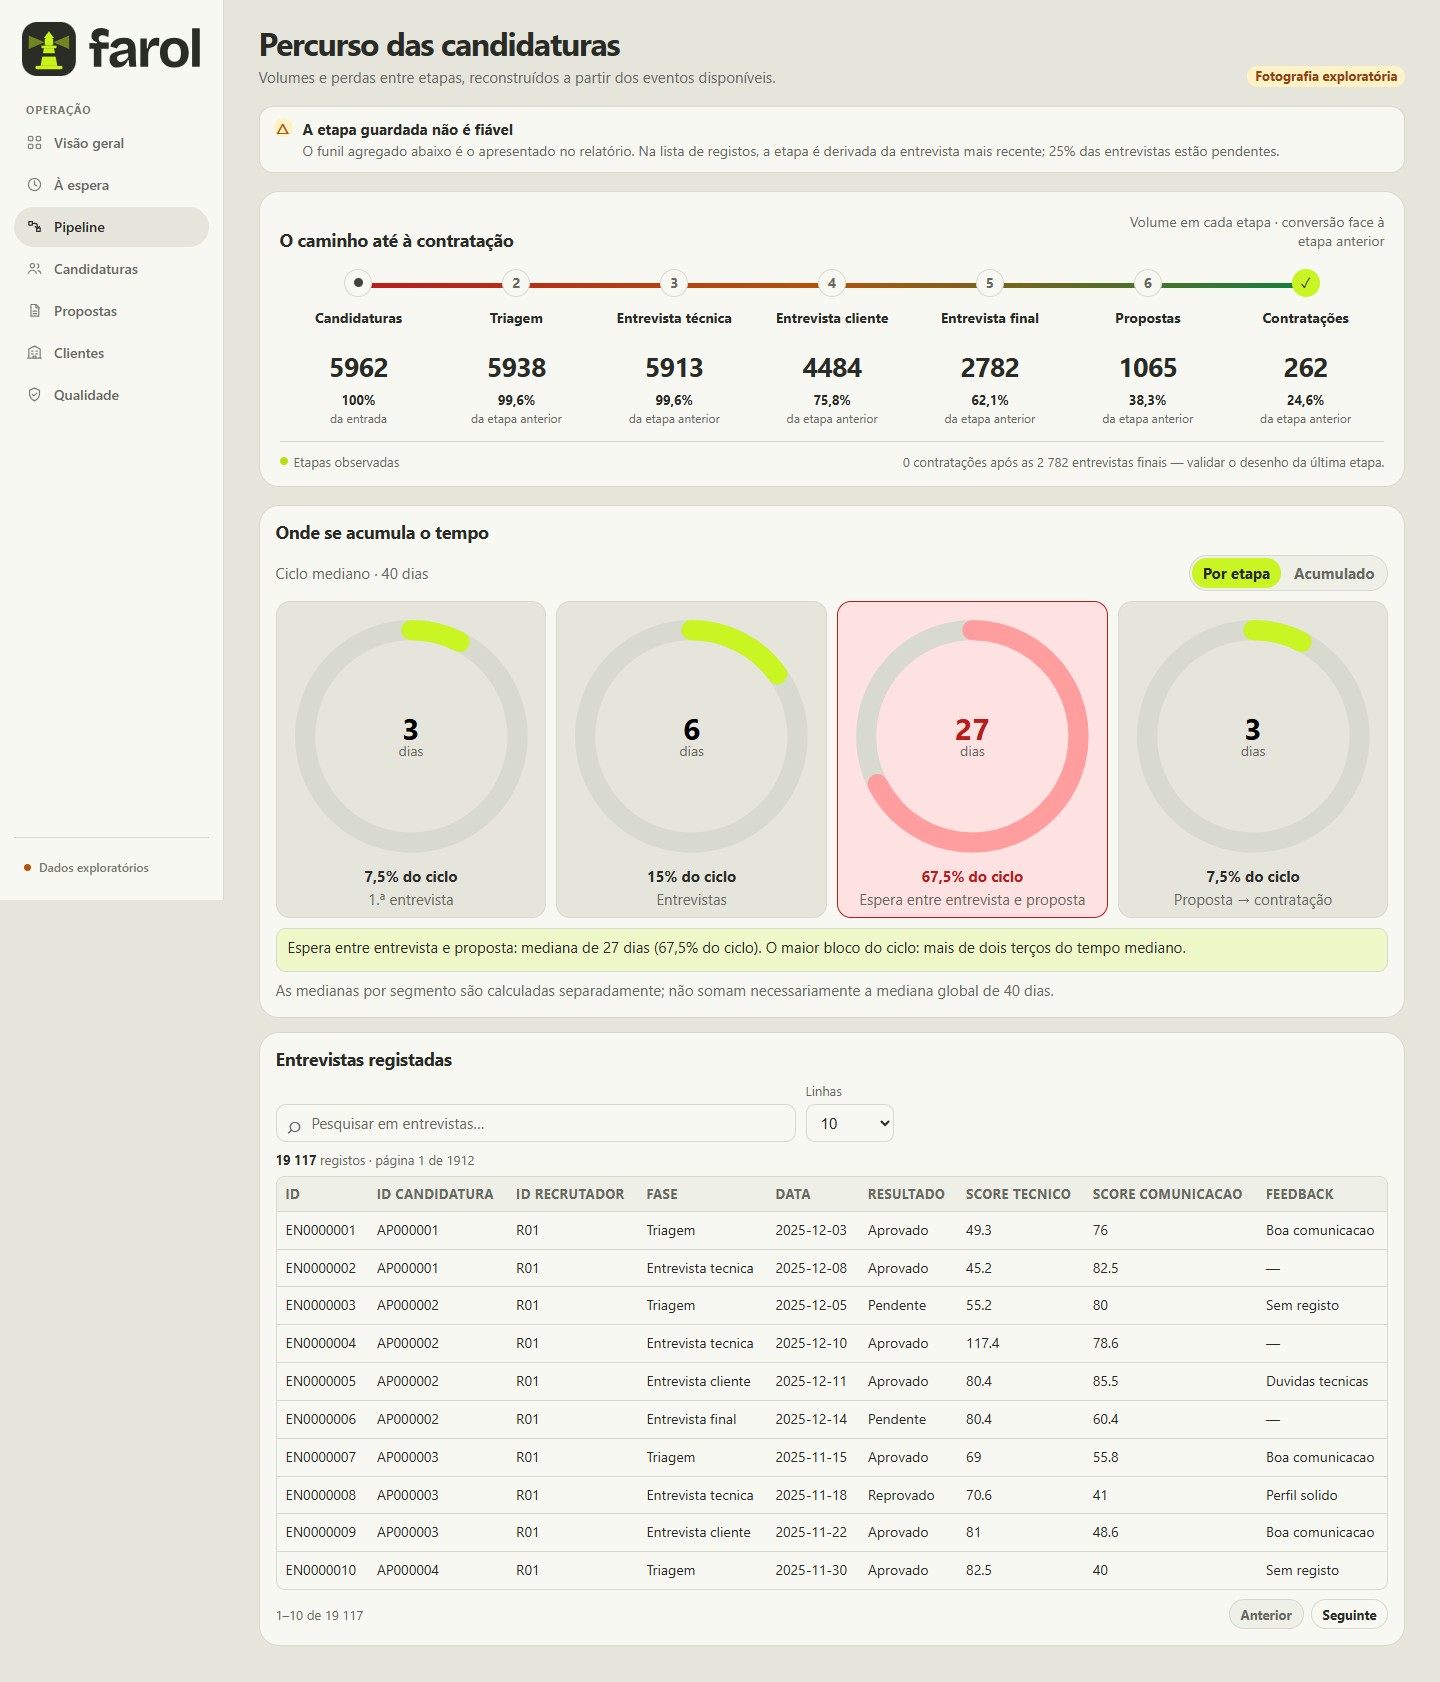 farol
OPERAÇÃO
Visão geral
À espera
Pipeline
Candidaturas
Propostas
Clientes
Qualidade
Dados exploratórios
Percurso das candidaturas
Volumes e perdas entre etapas, reconstruídos a partir dos eventos disponíveis.
Fotografia exploratória
A etapa guardada não é fiável
O funil agregado abaixo é o apresentado no relatório. Na lista de registos, a etapa é derivada da entrevista mais recente; 25% das entrevistas estão pendentes.
O caminho até à contratação
Volume em cada etapa · conversão face à
etapa anterior
2 3 4 5 6 ✓
Candidaturas Triagem Entrevista técnica Entrevista cliente Entrevista final Propostas Contratações
5962 5938 5913 4484 2782 1065 262
100% 99,6% 99,6% 75,8% 62,1% 38,3% 24,6%
da entrada da etapa anterior da etapa anterior da etapa anterior da etapa anterior da etapa anterior da etapa anterior
Etapas observadas
0 contratações após as 2 782 entrevistas finais — validar o desenho da última etapa.
Onde se acumula o tempo
Ciclo mediano · 40 dias
Por etapa Acumulado
3 6 27 3
dias dias dias dias
7,5% do ciclo 15% do ciclo 67,5% do ciclo 7,5% do ciclo
1.ª entrevista Entrevistas Espera entre entrevista e proposta Proposta → contratação
Espera entre entrevista e proposta: mediana de 27 dias (67,5% do ciclo). O maior bloco do ciclo: mais de dois terços do tempo mediano.
As medianas por segmento são calculadas separadamente; não somam necessariamente a mediana global de 40 dias.
Entrevistas registadas
Linhas
Pesquisar em entrevistas...
10
19 117 registos · página 1 de 1912
ID ID CANDIDATURA ID RECRUTADOR FASE DATA RESULTADO SCORE TECNICO SCORE COMUNICACAO FEEDBACK
EN0000001 AP000001 R01 Triagem 2025-12-03 Aprovado 49.3 76 Boa comunicacao
EN0000002 AP000001 R01 Entrevista tecnica 2025-12-08 Aprovado 45.2 82.5 —
EN0000003 AP000002 R01 Triagem 2025-12-05 Pendente 55.2 80 Sem registo
EN0000004 AP000002 R01 Entrevista tecnica 2025-12-10 Aprovado 117.4 78.6 —
EN0000005 AP000002 R01 Entrevista cliente 2025-12-11 Aprovado 80.4 85.5 Duvidas tecnicas
EN0000006 AP000002 R01 Entrevista final 2025-12-14 Pendente 80.4 60.4 —
EN0000007 AP000003 R01 Triagem 2025-11-15 Aprovado 69 55.8 Boa comunicacao
EN0000008 AP000003 R01 Entrevista tecnica 2025-11-18 Reprovado 70.6 41 Perfil solido
EN0000009 AP000003 R01 Entrevista cliente 2025-11-22 Aprovado 81 48.6 Boa comunicacao
EN0000010 AP000004 R01 Triagem 2025-11-30 Aprovado 82.5 40 Sem registo
1–10 de 19 117
Anterior Seguinte